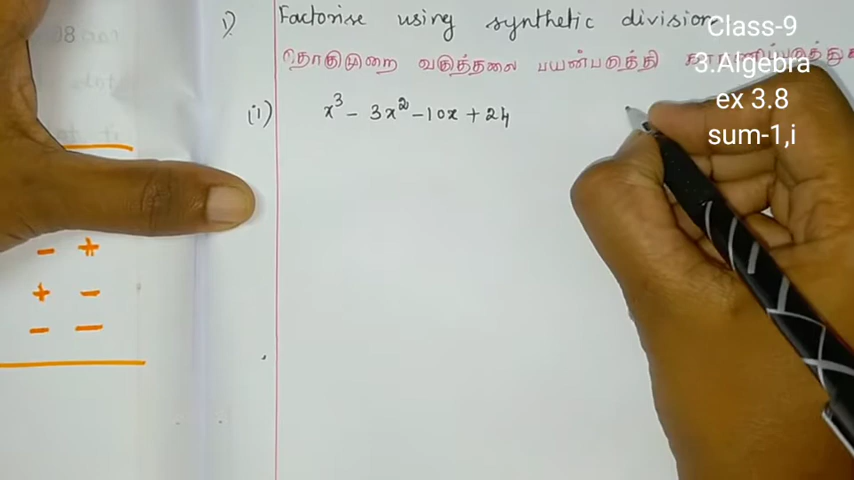 1) Factorise using synthetic division
தொகுமுறை வகுத்தலை பயன்படுத்தி
(i) x³ - 3x² - 10x + 24
Class-9
3.Algebra
ex 3.8
sum-1,i
- +
+ -
- -